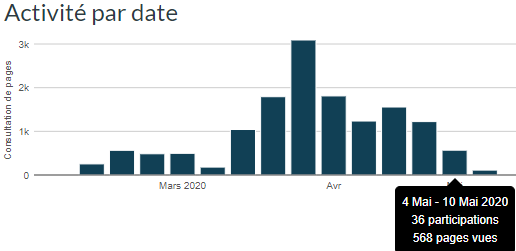 Activité par date
Consultation de pages
3k
2k
1k
0
Mars 2020
Avr
4 Mai - 10 Mai 2020
36 participations
568 pages vues